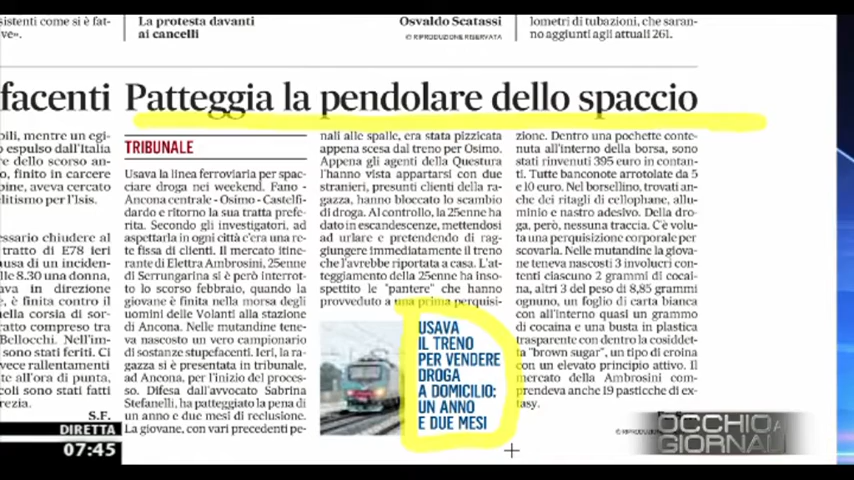 sistenti come si è fat-
ve».
La protesta davanti
ai cancelli
Osvaldo Scatassi
© RIPRODUZIONE RISERVATA
lometri di tubazioni, che saran-
no aggiunti agli attuali 261.
facenti
bili, mentre un egi-
espulso dall'Italia
e dello scorso an-
, finito in carcere
pine, aveva cercato
elitismo per l'Isis.
essario chiudere al
tratto di E78 ieri
ausa di un inciden-
lle 8.30 una donna,
ava in direzione
è finita contro il
nella corsia di sor-
tratto compreso tra
Bellocchi. Nell'im-
sono stati feriti. Ci
vece rallentamenti
te all'ora di punta,
coli sono stati fatti
rezia.
S.F.
Patteggia la pendolare dello spaccio
TRIBUNALE
Usava la linea ferroviaria per spac-
ciare droga nei weekend. Fano -
Ancona centrale - Osimo - Castelfi-
dardo e ritorno la sua tratta prefe-
rita. Secondo gli investigatori, ad
aspettarla in ogni città c'era una re-
te fissa di clienti. Il mercato itine-
rante di Elettra Ambrosini, 25enne
di Serrungarina si è però interrot-
to lo scorso febbraio, quando la
giovane è finita nella morsa degli
uomini delle Volanti alla stazione
di Ancona. Nelle mutandine tene-
va nascosto un vero campionario
di sostanze stupefacenti. Ieri, la ra-
gazza si è presentata in tribunale,
ad Ancona, per l'inizio del proces-
so. Difesa dall'avvocato Sabrina
Stefanelli, ha patteggiato la pena di
un anno e due mesi di reclusione.
La giovane, con vari precedenti pe-
nali alle spalle, era stata pizzicata
appena scesa dal treno per Osimo.
Appena gli agenti della Questura
l'hanno vista appartarsi con due
stranieri, presunti clienti della ra-
gazza, hanno bloccato lo scambio
di droga. Al controllo, la 25enne ha
dato in escandescenze, mettendosi
ad urlare e pretendendo di rag-
giungere immediatamente il treno
che l'avrebbe riportata a casa. L'at-
teggiamento della 25enne ha inso-
spettito le "pantere" che hanno
provveduto a una prima perquisi-
USAVA
IL TRENO
PER VENDERE
DROGA
A DOMICILIO:
UN ANNO
E DUE MESI
zione. Dentro una pochette conte-
nuta all'interno della borsa, sono
stati rinvenuti 395 euro in contan-
ti. Tutte banconote arrotolate da 5
e 10 euro. Nel borsellino, trovati an-
che dei ritagli di cellophane, allu-
minio e nastro adesivo. Della dro-
ga, però, nessuna traccia. C'è volu-
ta una perquisizione corporale per
scovarla. Nelle mutandine la giova-
ne teneva nascosti 3 involucri con-
tenti ciascuno 2 grammi di cocai-
na, altri 3 del peso di 8,85 grammi
ognuno, un foglio di carta bianca
con all'interno quasi un grammo
di cocaina e una busta in plastica
trasparente con dentro la cosiddet-
ta "brown sugar", un tipo di eroina
con un elevato principio attivo. Il
mercato della Ambrosini com-
prendeva anche 19 pasticche di ex-
tasy.
DIRETTA
07:45
OCCHIO AI
GIORNALI